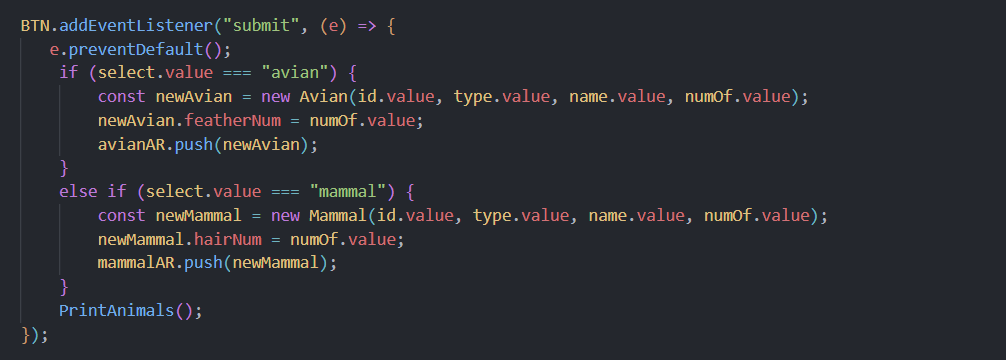 BTN.addEventListener("submit", (e) => {
   e.preventDefault();
    if (select.value === "avian") {
        const newAvian = new Avian(id.value, type.value, name.value, numOf.value);
        newAvian.featherNum = numOf.value;
        avianAR.push(newAvian);
    }
    else if (select.value === "mammal") {
        const newMammal = new Mammal(id.value, type.value, name.value, numOf.value);
        newMammal.hairNum = numOf.value;
        mammalAR.push(newMammal);
    }
    PrintAnimals();
});